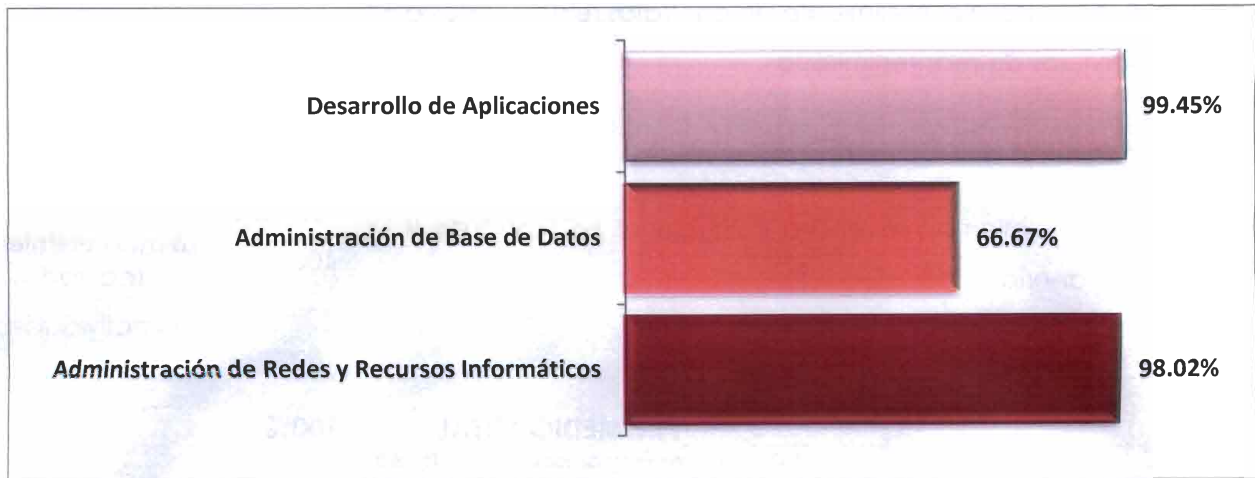 Desarrollo de Aplicaciones 99.45%
Administración de Base de Datos 66.67%
Administración de Redes y Recursos Informáticos 98.02%